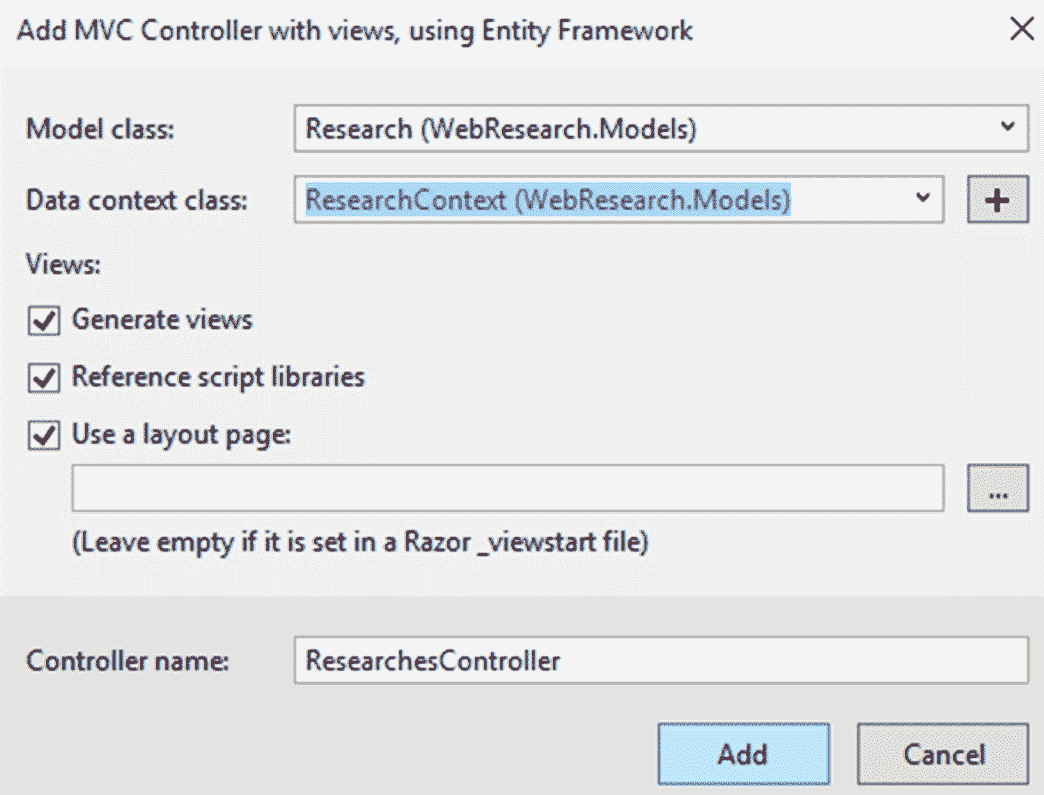 Add MVC Controller with views, using Entity Framework
Model class: Research (WebResearch.Models)
Data context class: ResearchContext (WebResearch.Models) +
Views:
Generate views
Reference script libraries
Use a layout page:
...
(Leave empty if it is set in a Razor _viewstart file)
Controller name: ResearchesController
Add Cancel